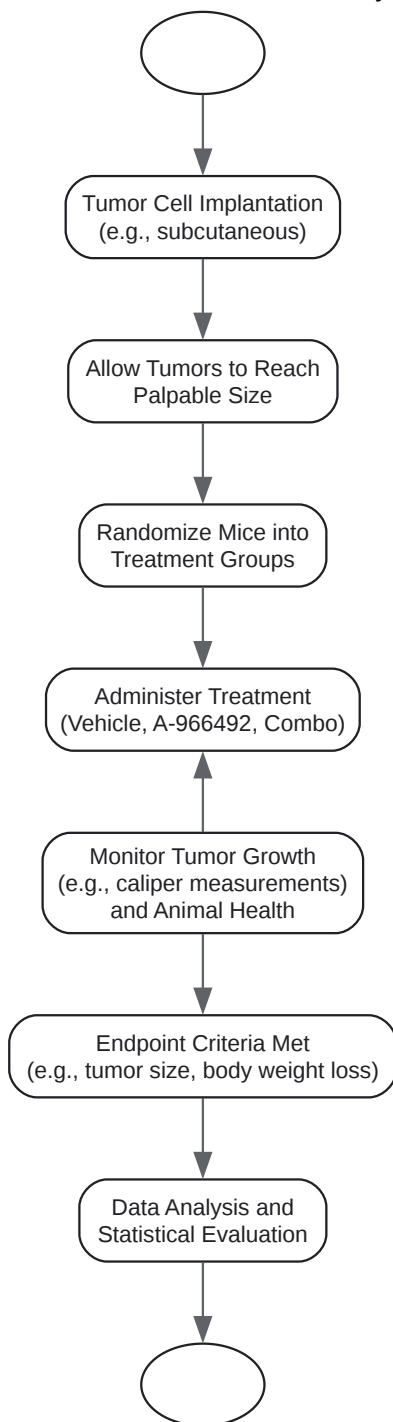 Tumor Cell Implantation
(e.g., subcutaneous)
Allow Tumors to Reach
Palpable Size
Randomize Mice into
Treatment Groups
Administer Treatment
(Vehicle, A-966492, Combo)
Monitor Tumor Growth
(e.g., caliper measurements)
and Animal Health
Endpoint Criteria Met
(e.g., tumor size, body weight loss)
Data Analysis and
Statistical Evaluation